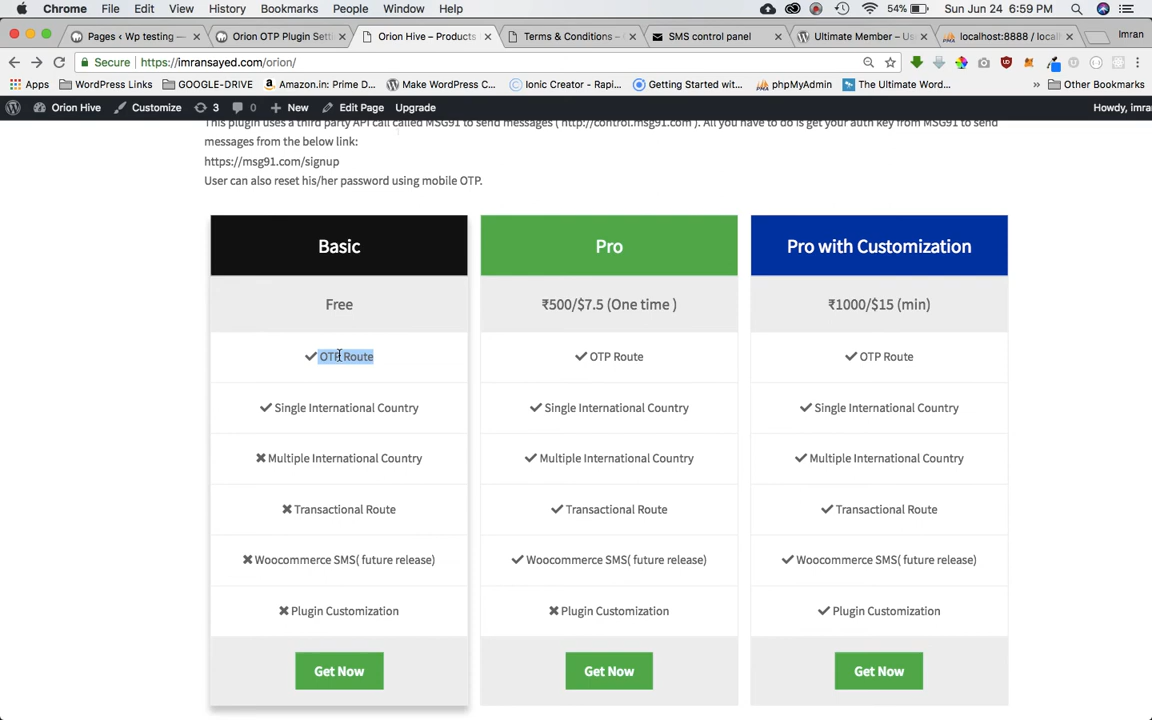 Chrome File Edit View History Bookmarks People Window Help 54% Sun Jun 24 6:59 PM
Pages ‹ Wp testing — Orion OTP Plugin Setti Orion Hive – Products Terms & Conditions – SMS control panel Ultimate Member – Us localhost:8888 / local Imran
Secure https://imransayed.com/orion/
Apps WordPress Links GOOGLE-DRIVE Amazon.in: Prime D... Make WordPress C... Ionic Creator - Rapi... Getting Started wit... phpMyAdmin The Ultimate Word... » Other Bookmarks
Orion Hive Customize 3 0 New Edit Page Upgrade Howdy, imra
This plugin uses a third party API call called MSG91 to send messages ( http://control.msg91.com ). All you have to do is get your auth key from MSG91 to send
messages from the below link:
https://msg91.com/signup
User can also reset his/her password using mobile OTP.
Basic Pro Pro with Customization
Free ₹500/$7.5 (One time ) ₹1000/$15 (min)
✔ OTP Route ✔ OTP Route ✔ OTP Route
✔ Single International Country ✔ Single International Country ✔ Single International Country
✖ Multiple International Country ✔ Multiple International Country ✔ Multiple International Country
✖ Transactional Route ✔ Transactional Route ✔ Transactional Route
✖ Woocommerce SMS( future release) ✔ Woocommerce SMS( future release) ✔ Woocommerce SMS( future release)
✖ Plugin Customization ✖ Plugin Customization ✔ Plugin Customization
Get Now Get Now Get Now